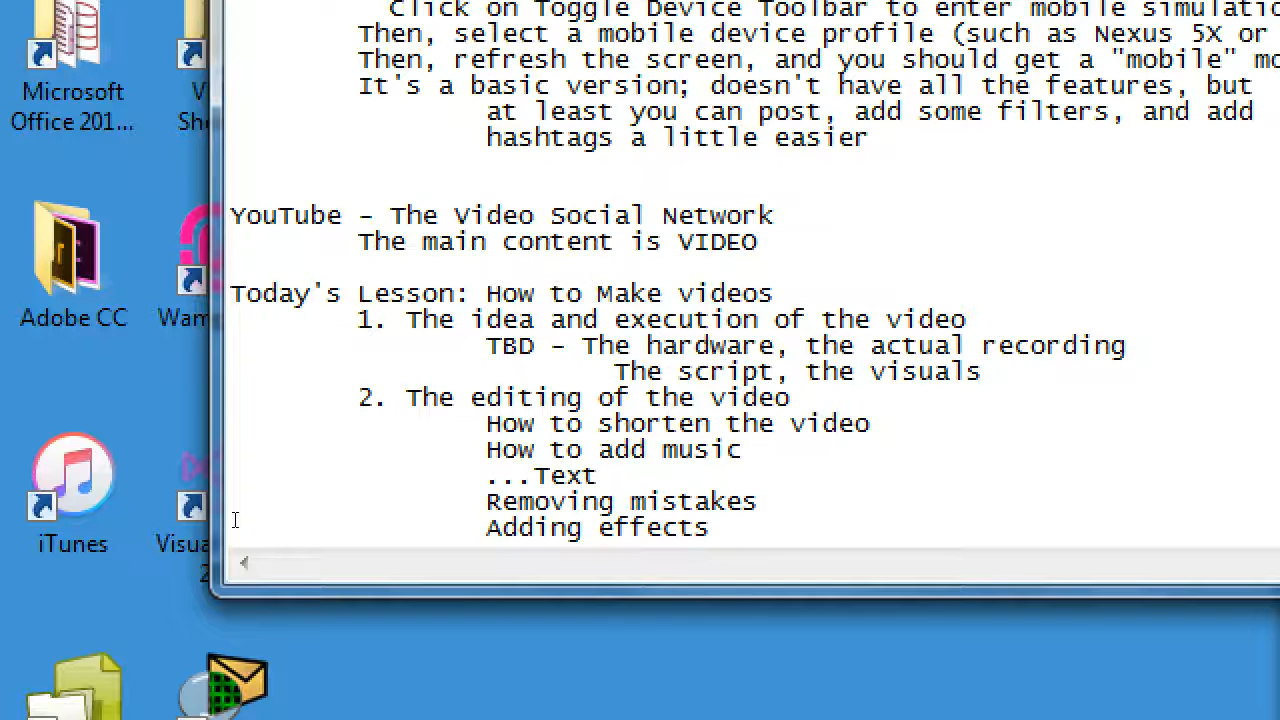 Click on Toggle Device Toolbar to enter mobile
Then, select a mobile device profile (such as Nexus 5X or
Then, refresh the screen, and you should get a "mobile"
It's a basic version; doesn't have all the features, but
at least you can post, add some filters, and add
hashtags a little easier
YouTube - The Video Social Network
The main content is VIDEO
Today's Lesson: How to Make videos
1. The idea and execution of the video
TBD - The hardware, the actual recording
The script, the visuals
2. The editing of the video
How to shorten the video
How to add music
...Text
Removing mistakes
Adding effects
Microsoft
Office 201...
Adobe CC
iTunes